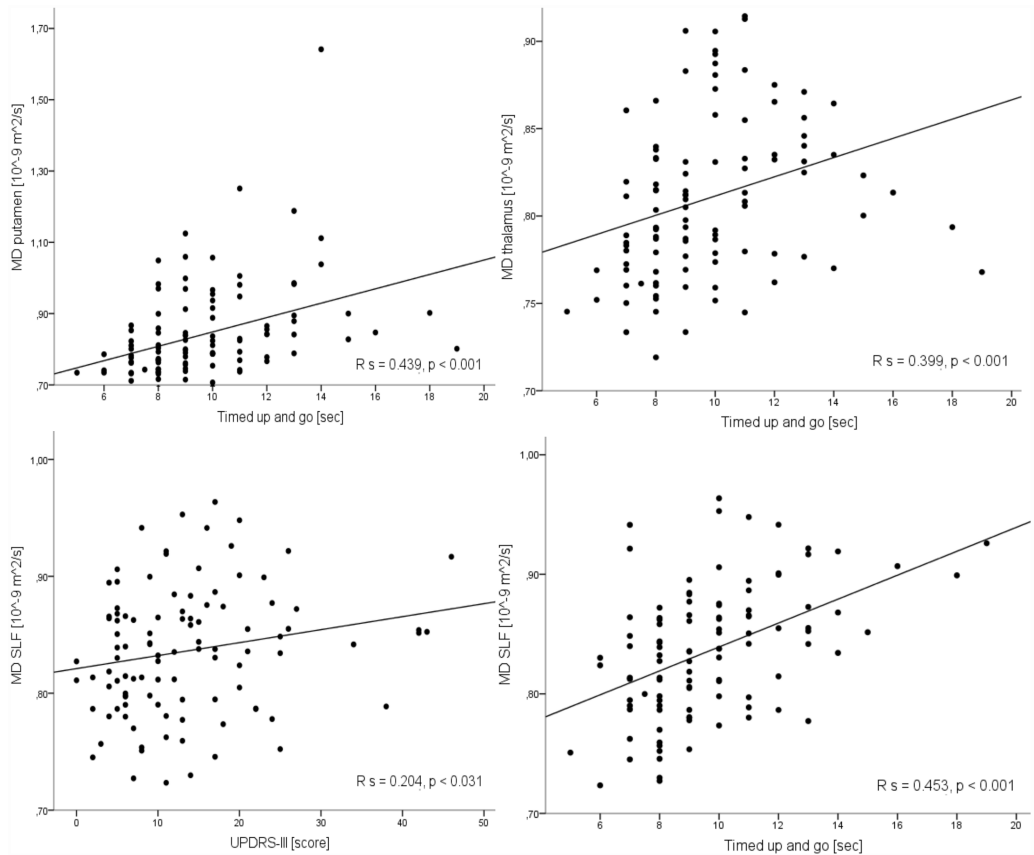 1,70
1,50
1,30
1,10
,90
,70
MD putamen [10^-9 m^2/s]
6 8 10 12 14 16 18 20
Timed up and go [sec]
R s = 0.439, p < 0.001
,90
,85
,80
,75
,70
MD thalamus [10^-9 m^2/s]
6 8 10 12 14 16 18 20
Timed up and go [sec]
R s = 0.399, p < 0.001
1,00
,90
,80
,70
MD SLF [10^-9 m^2/s]
0 10 20 30 40 50
UPDRS-III [score]
R s = 0.204, p < 0.031
1,00
,90
,80
,70
MD SLF [10^-9 m^2/s]
6 8 10 12 14 16 18 20
Timed up and go [sec]
R s = 0.453, p < 0.001